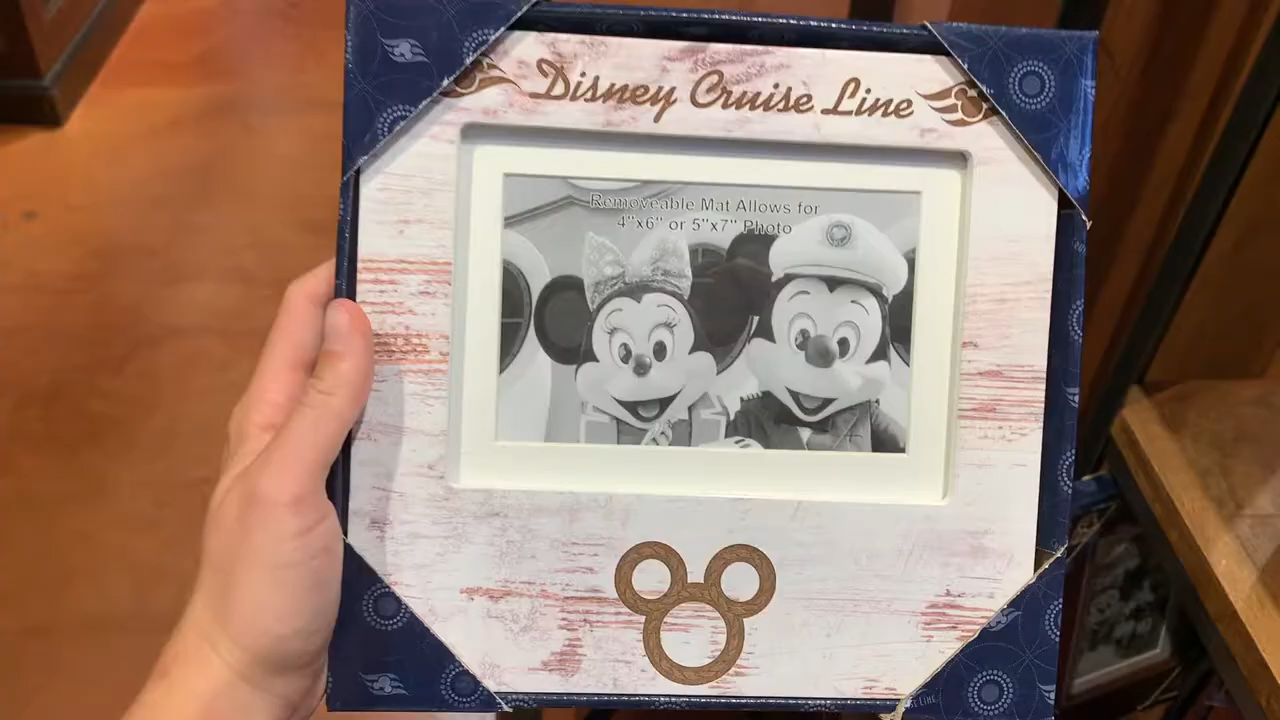 Disney Cruise Line
Removeable Mat Allows for
4"x6" or 5"x7" Photo